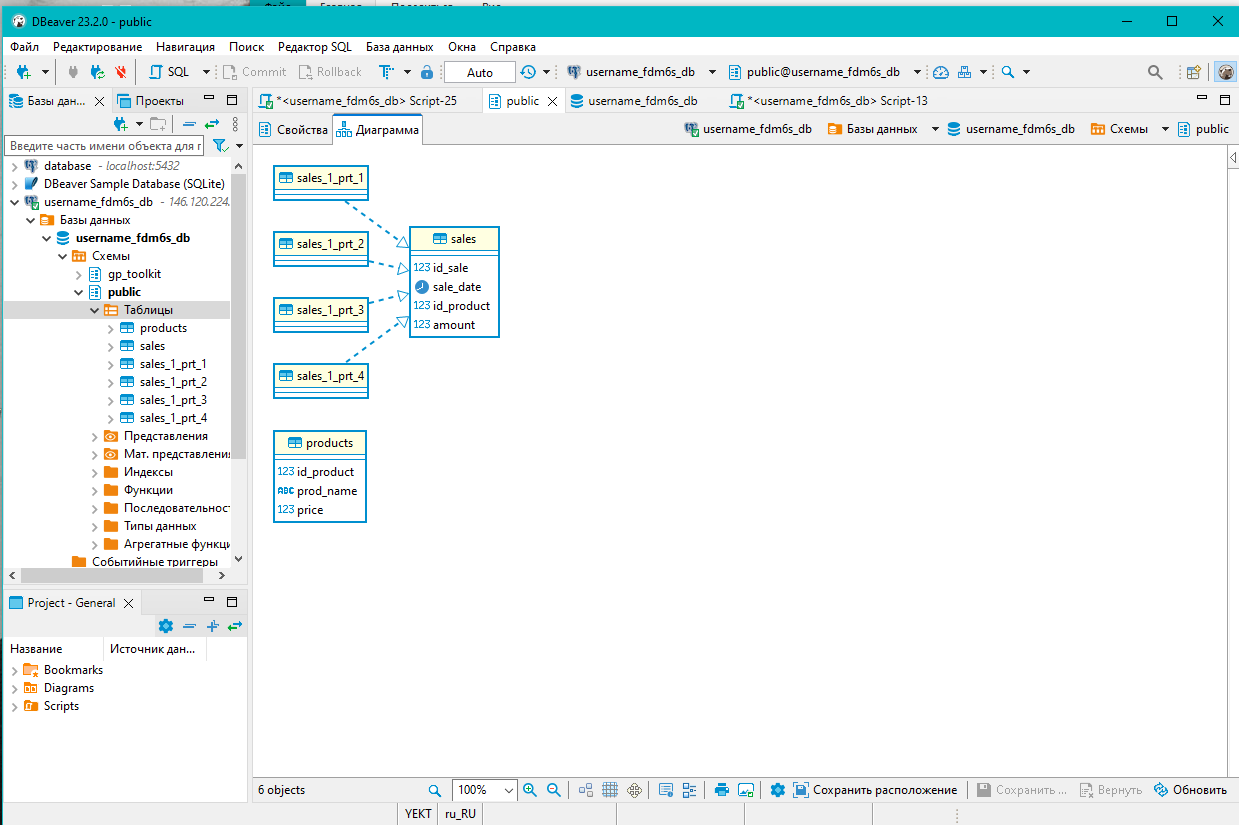 DBeaver 23.2.0 - public
Файл Редактирование Навигация Поиск Редактор SQL База данных Окна Справка
SQL Commit Rollback Auto username_fdm6s_db public@username_fdm6s_db
Базы дан... Проекты
*<username_fdm6s_db> Script-25 public username_fdm6s_db *<username_fdm6s_db> Script-13
Свойства Диаграмма username_fdm6s_db Базы данных username_fdm6s_db Схемы public
Введите часть имени объекта для г
database - localhost:5432
DBeaver Sample Database (SQLite)
username_fdm6s_db - 146.120.224.
Базы данных
username_fdm6s_db
Схемы
gp_toolkit
public
Таблицы
products
sales
sales_1_prt_1
sales_1_prt_2
sales_1_prt_3
sales_1_prt_4
Представления
Мат. представлени
Индексы
Функции
Последовательнос
Типы данных
Агрегатные функци
Событийные триггеры
Project - General
Название Источник дан...
Bookmarks
Diagrams
Scripts
sales_1_prt_1
sales_1_prt_2
sales_1_prt_3
sales_1_prt_4
sales
123 id_sale
sale_date
123 id_product
123 amount
products
123 id_product
ABC prod_name
123 price
6 objects 100% Сохранить расположение Сохранить ... Вернуть Обновить
YEKT ru_RU